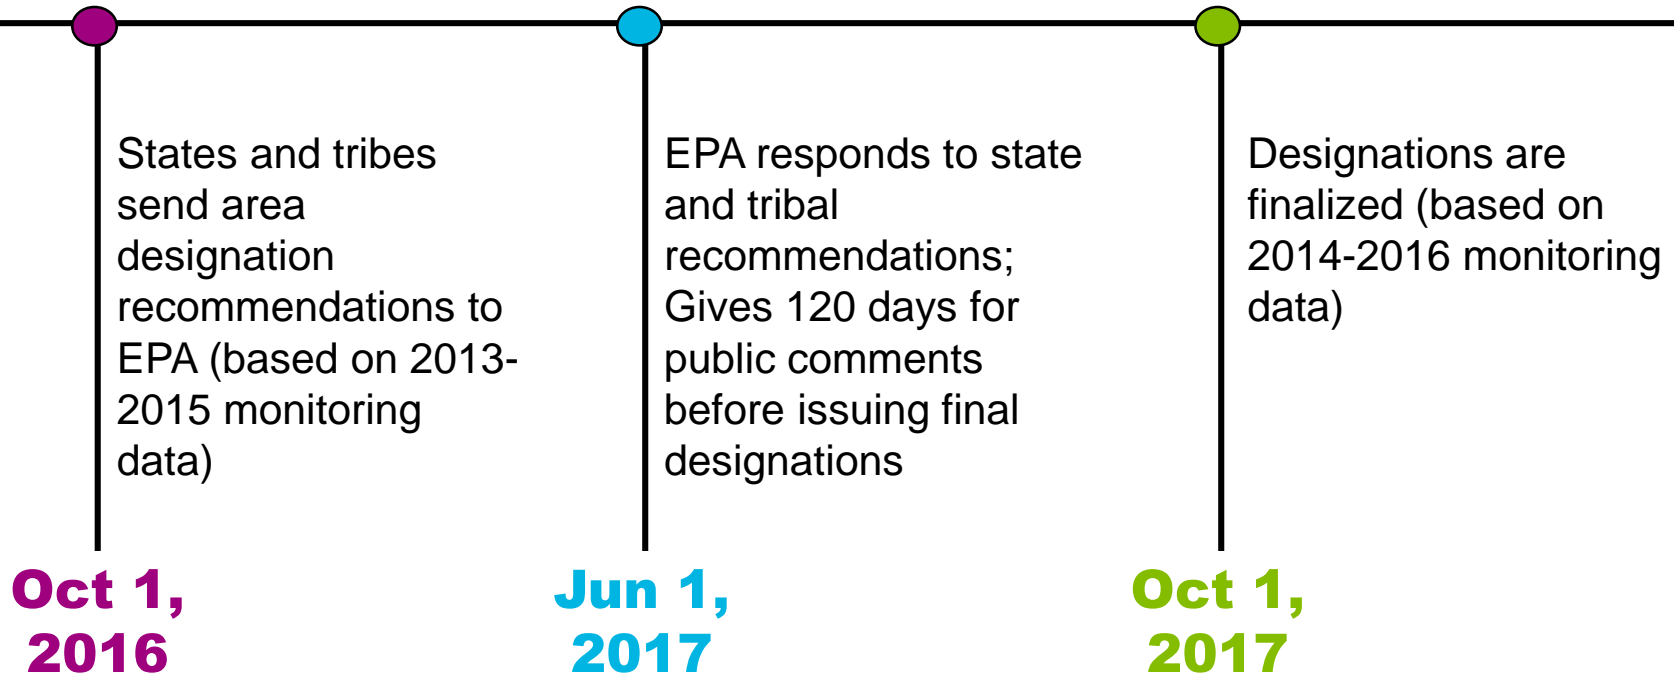 States and tribes
send area
designation
recommendations to
EPA (based on 2013-
2015 monitoring
data)
Oct 1,
2016
EPA responds to state
and tribal
recommendations;
Gives 120 days for
public comments
before issuing final
designations
Jun 1,
2017
Designations are
finalized (based on
2014-2016 monitoring
data)
Oct 1,
2017